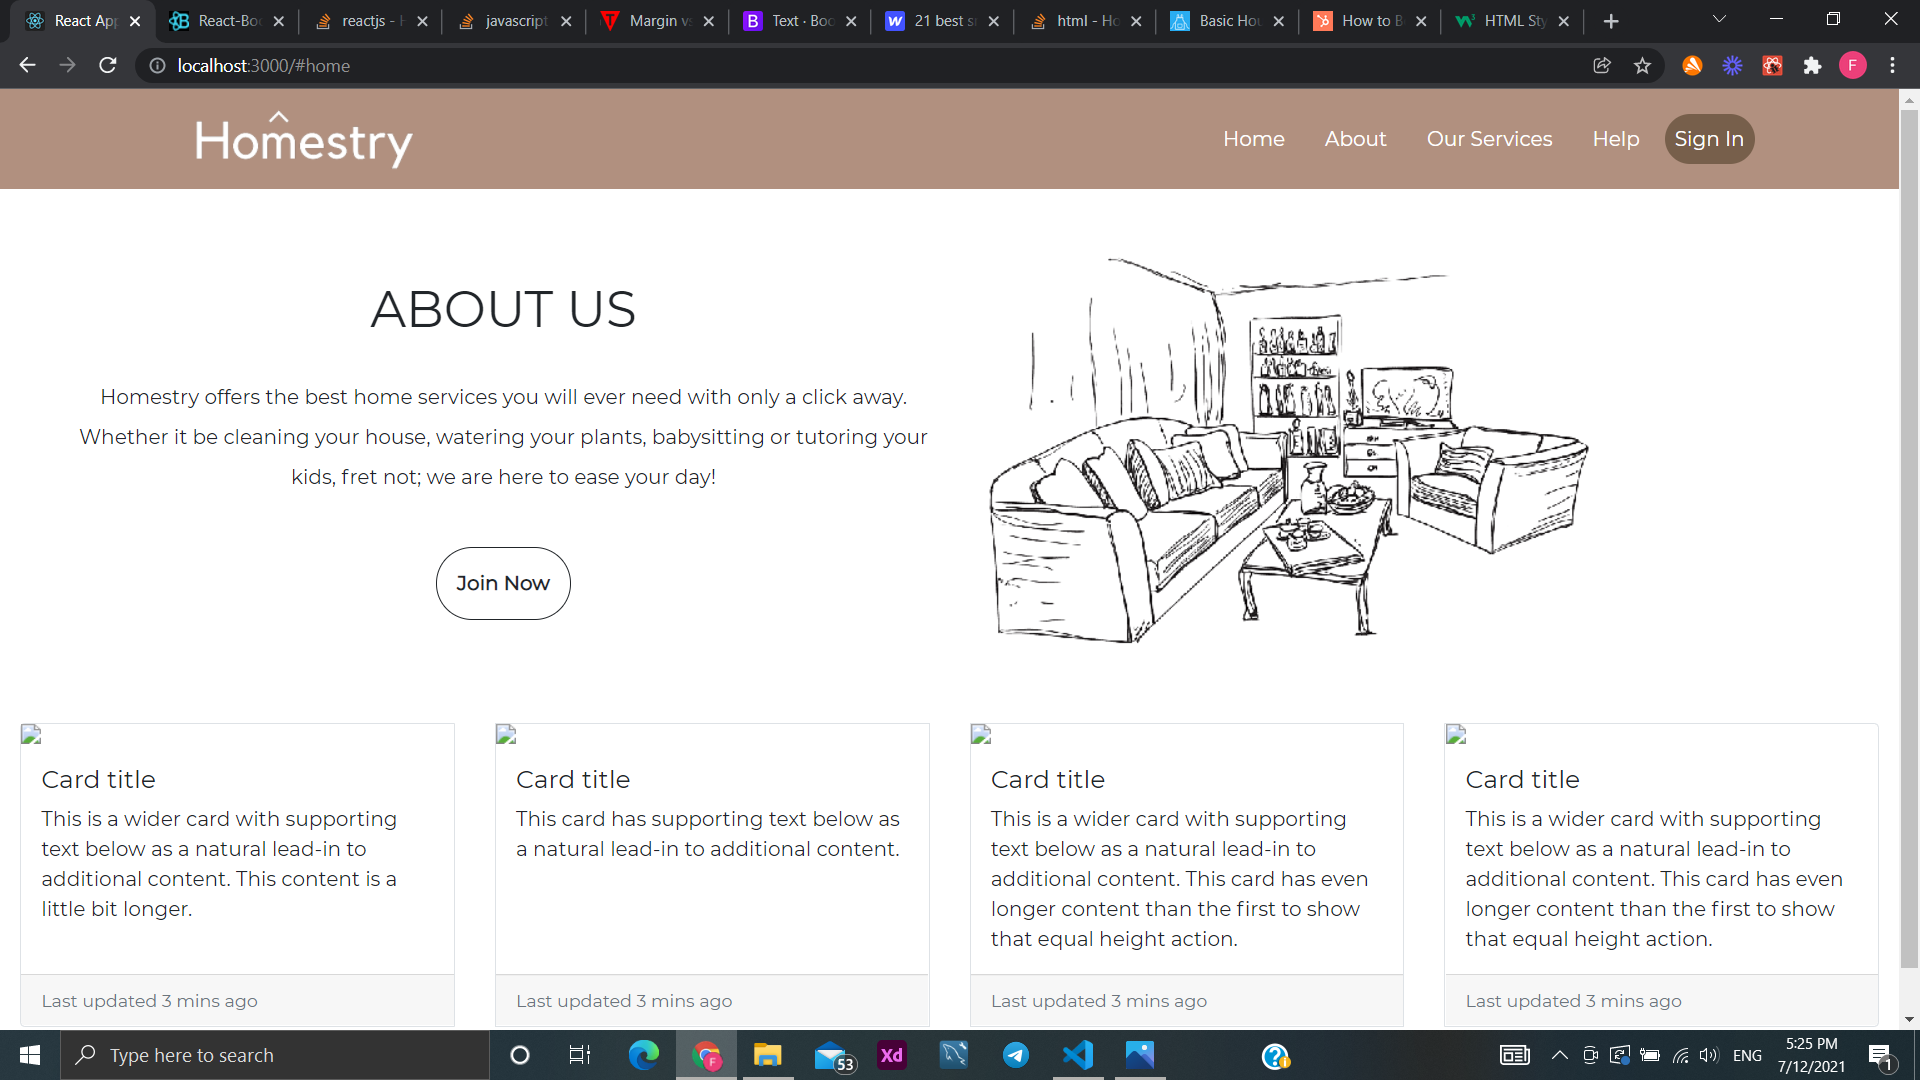 React App
React-Boo
reactjs - H
javascript
Margin vs
Text · Boo
21 best sm
html - Ho
Basic Hou
How to B
HTML Sty
localhost:3000/#home
F
Homestry
Home
About
Our Services
Help
Sign In
ABOUT US
Homestry offers the best home services you will ever need with only a click away.
Whether it be cleaning your house, watering your plants, babysitting or tutoring your
kids, fret not; we are here to ease your day!
Join Now
Card title
This is a wider card with supporting
text below as a natural lead-in to
additional content. This content is a
little bit longer.
Last updated 3 mins ago
Card title
This card has supporting text below as
a natural lead-in to additional content.
Last updated 3 mins ago
Card title
This is a wider card with supporting
text below as a natural lead-in to
additional content. This card has even
longer content than the first to show
that equal height action.
Last updated 3 mins ago
Card title
This is a wider card with supporting
text below as a natural lead-in to
additional content. This card has even
longer content than the first to show
that equal height action.
Last updated 3 mins ago
Type here to search
53
Xd
ENG
5:25 PM
7/12/2021
1